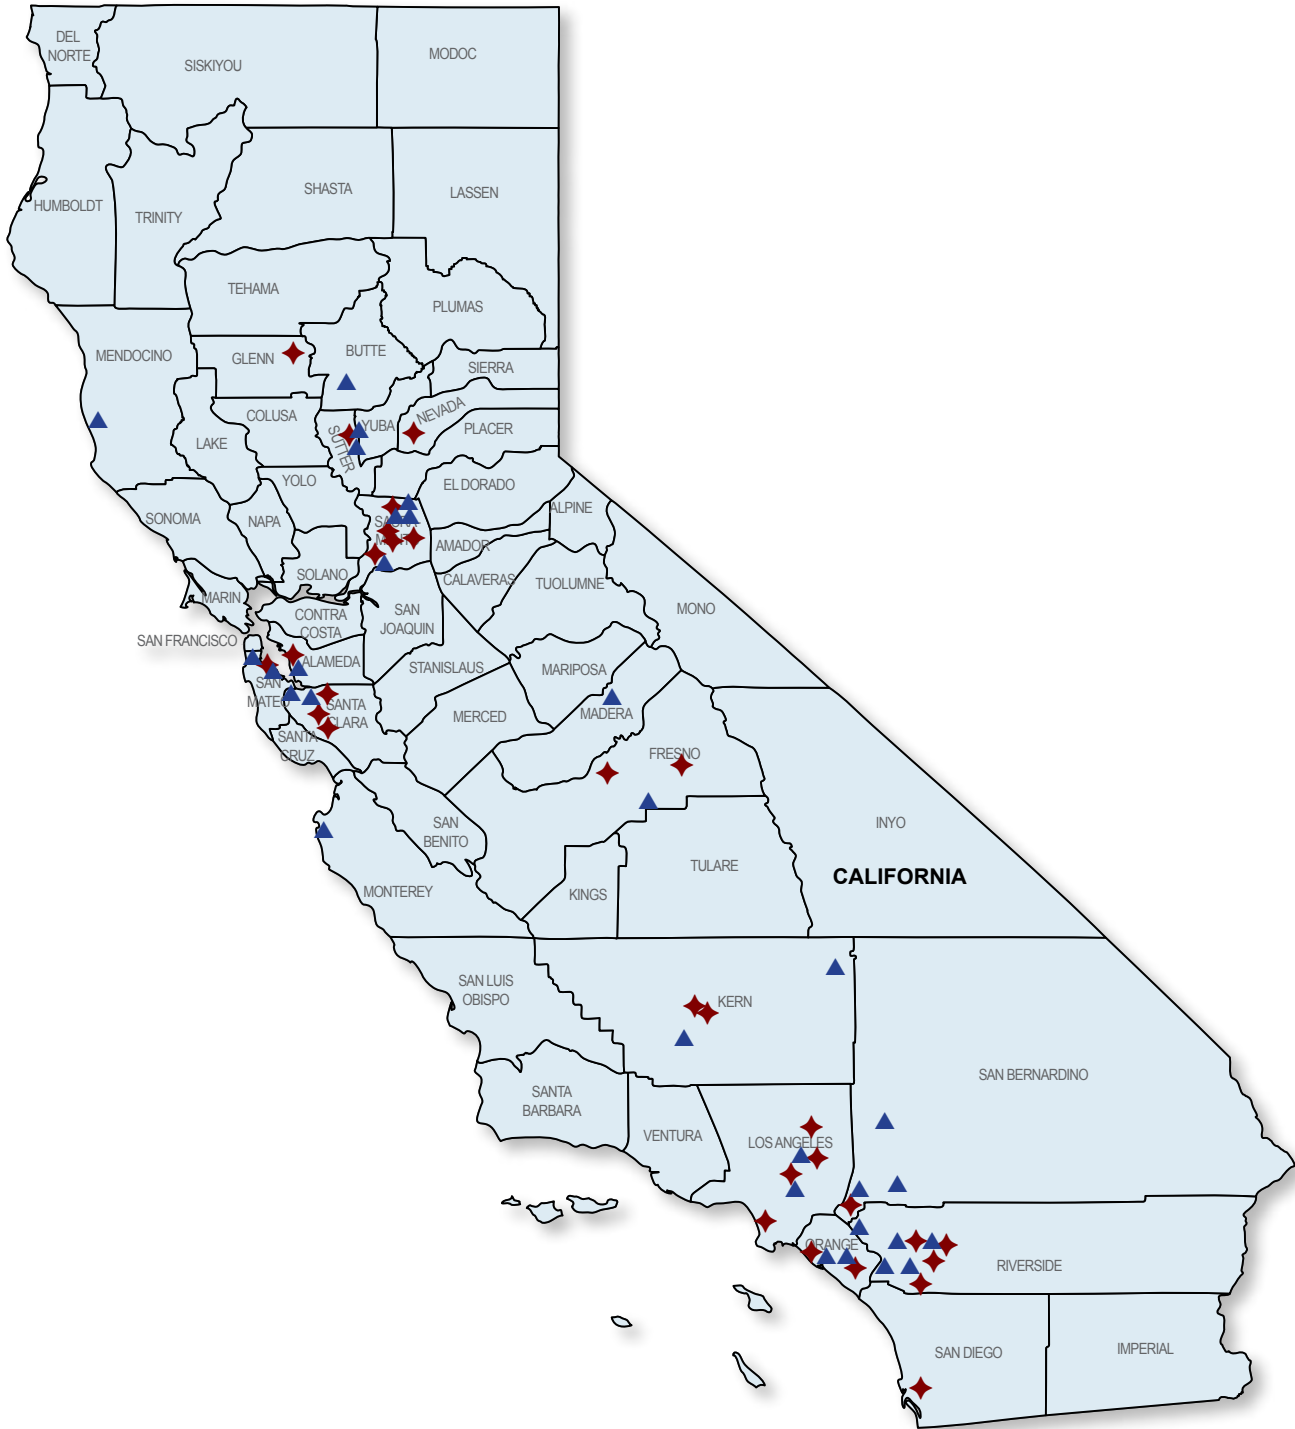 DEL
NORTE
SISKIYOU
MODOC
HUMBOLDT
TRINITY
SHASTA
LASSEN
TEHAMA
PLUMAS
MENDOCINO
GLENN
BUTTE
SIERRA
COLUSA
LAKE
SUTTER
YUBA
NEVADA
PLACER
YOLO
EL DORADO
SONOMA
NAPA
SACRA
MENTO
ALPINE
AMADOR
SOLANO
CALAVERAS
TUOLUMNE
MARIN
CONTRA
COSTA
SAN
JOAQUIN
MONO
SAN FRANCISCO
ALAMEDA
STANISLAUS
MARIPOSA
SAN
MATEO
SANTA
CLARA
MERCED
MADERA
SANTA
CRUZ
FRESNO
SAN
BENITO
INYO
TULARE
CALIFORNIA
MONTEREY
KINGS
SAN LUIS
OBISPO
KERN
SAN BERNARDINO
SANTA
BARBARA
VENTURA
LOS ANGELES
ORANGE
RIVERSIDE
SAN DIEGO
IMPERIAL